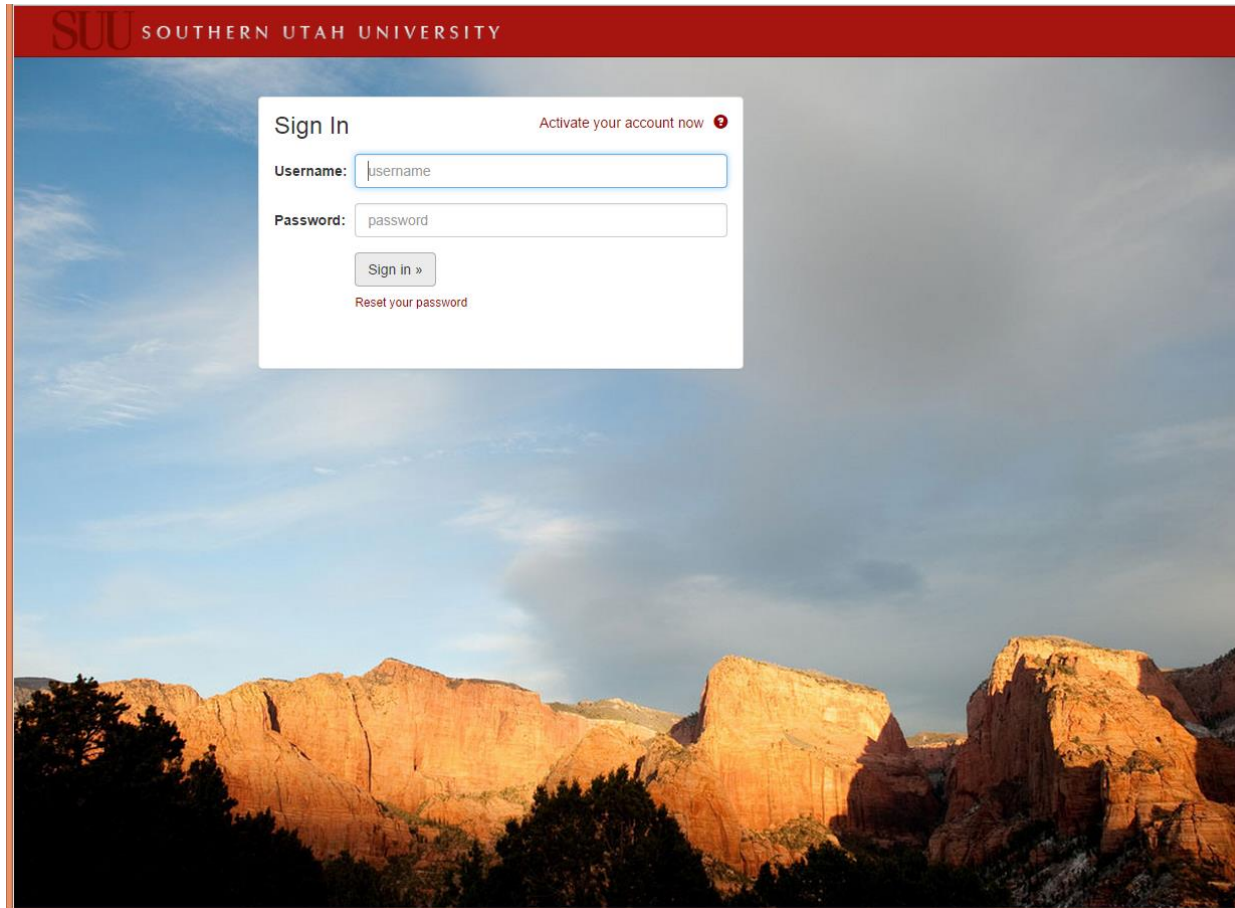 SUU SOUTHERN UTAH UNIVERSITY
Sign In
Activate your account now ?
Username: username
Password: password
Sign in »
Reset your password